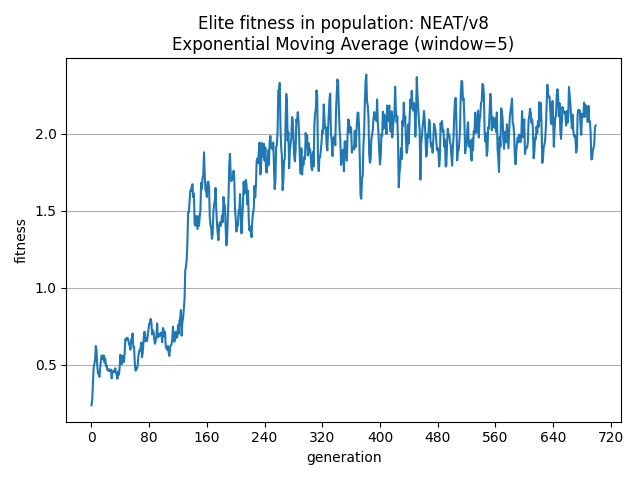 Elite fitness in population: NEAT/v8
Exponential Moving Average (window=5)
fitness
2.0
1.5
1.0
0.5
0 80 160 240 320 400 480 560 640 720
generation